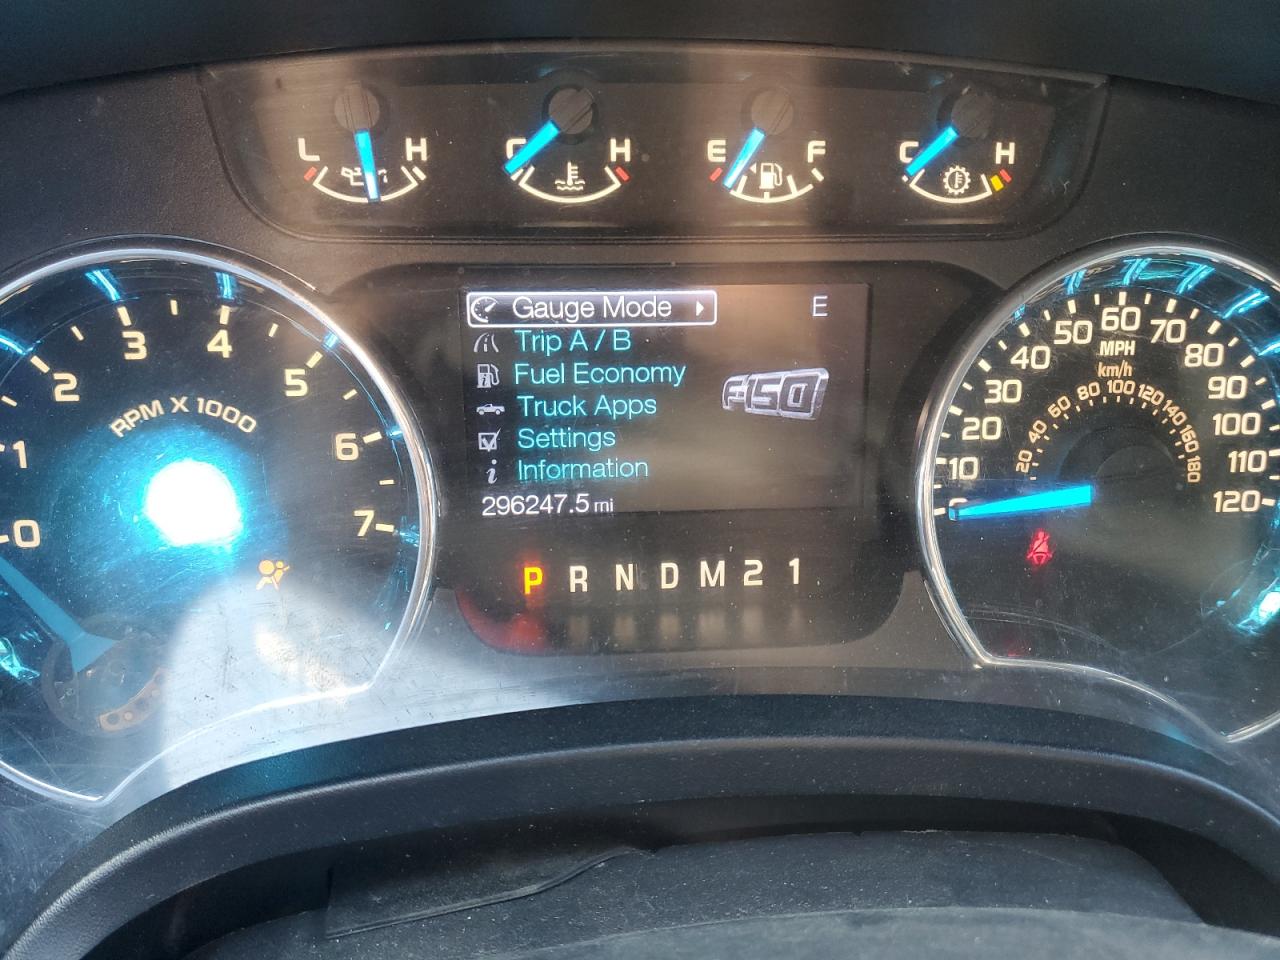 L H
C H
E F
C H
Gauge Mode
E
Trip A / B
Fuel Economy
Truck Apps
Settings
Information
296247.5 mi
F150
P R N D M 2 1
0 1 2 3 4 5 6 7
RPM X 1000
0 10 20 30 40 50 60 70 80 90 100 110 120
MPH
km/h
20 40 60 80 100 120 140 160 180